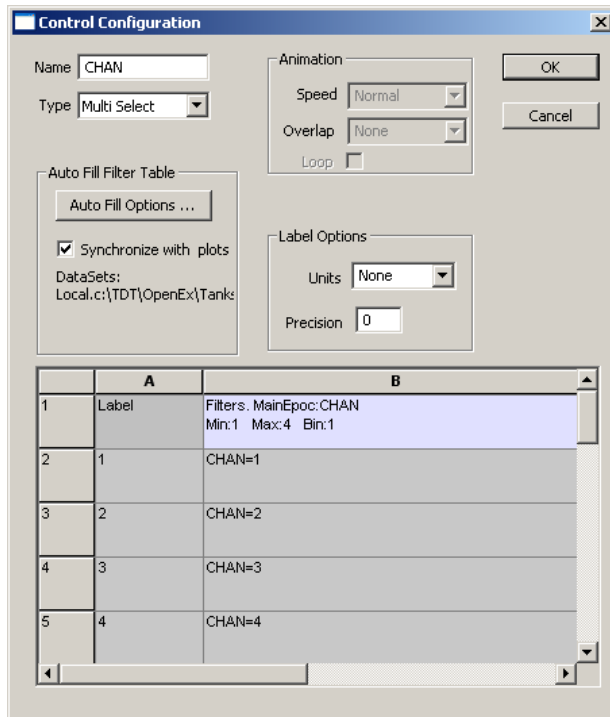 Control Configuration
Name CHAN
Type Multi Select
Animation
Speed Normal
Overlap None
Loop
OK
Cancel
Auto Fill Filter Table
Auto Fill Options ...
Synchronize with plots
DataSets:
Local.c:\TDT\OpenEx\Tanks
Label Options
Units None
Precision 0
A B
1 Label Filters. MainEpoc:CHAN
Min:1 Max:4 Bin:1
2 1 CHAN=1
3 2 CHAN=2
4 3 CHAN=3
5 4 CHAN=4